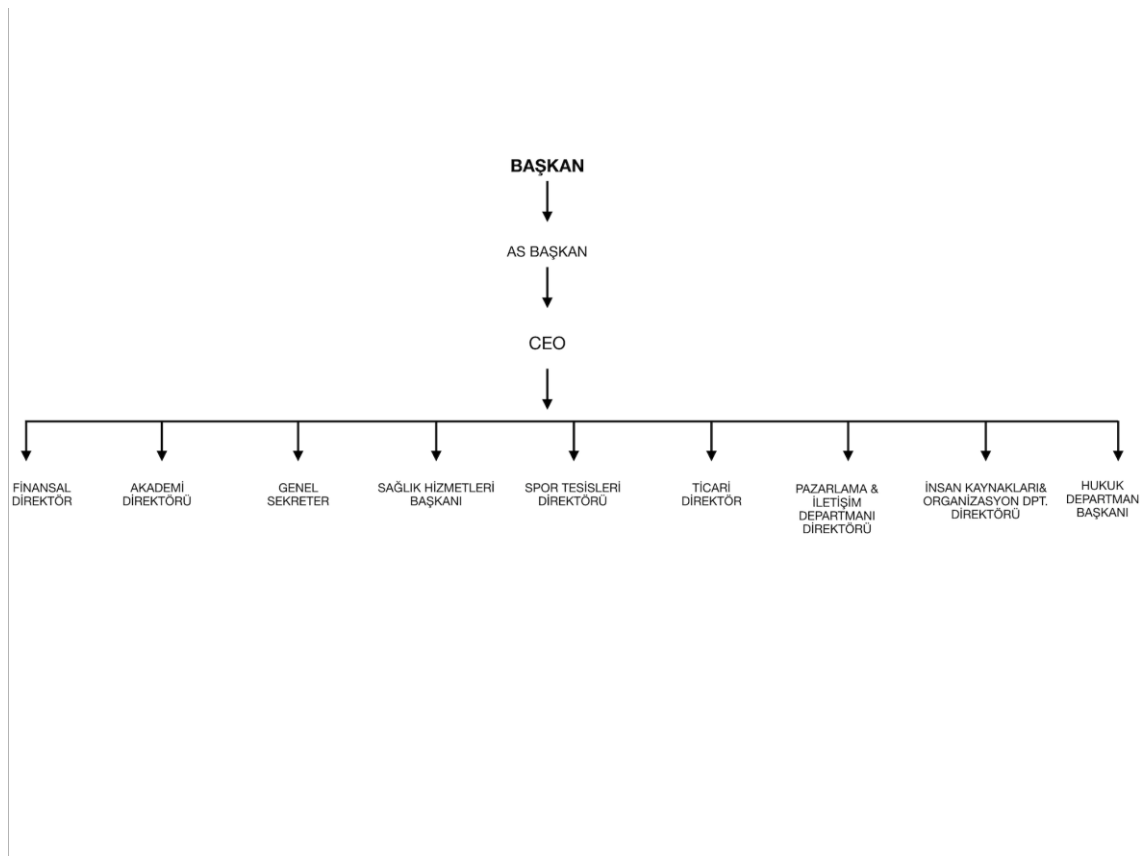 BAŞKAN
AS BAŞKAN
CEO
FİNANSAL
DİREKTÖR
AKADEMİ
DİREKTÖRÜ
GENEL
SEKRETER
SAĞLIK HİZMETLERİ
BAŞKANI
SPOR TESİSLERİ
DİREKTÖRÜ
TİCARİ
DİREKTÖR
PAZARLAMA &
İLETİŞİM
DEPARTMANI
DİREKTÖRÜ
İNSAN KAYNAKLARI&
ORGANİZASYON DPT.
DİREKTÖRÜ
HUKUK
DEPARTMAN
BAŞKANI